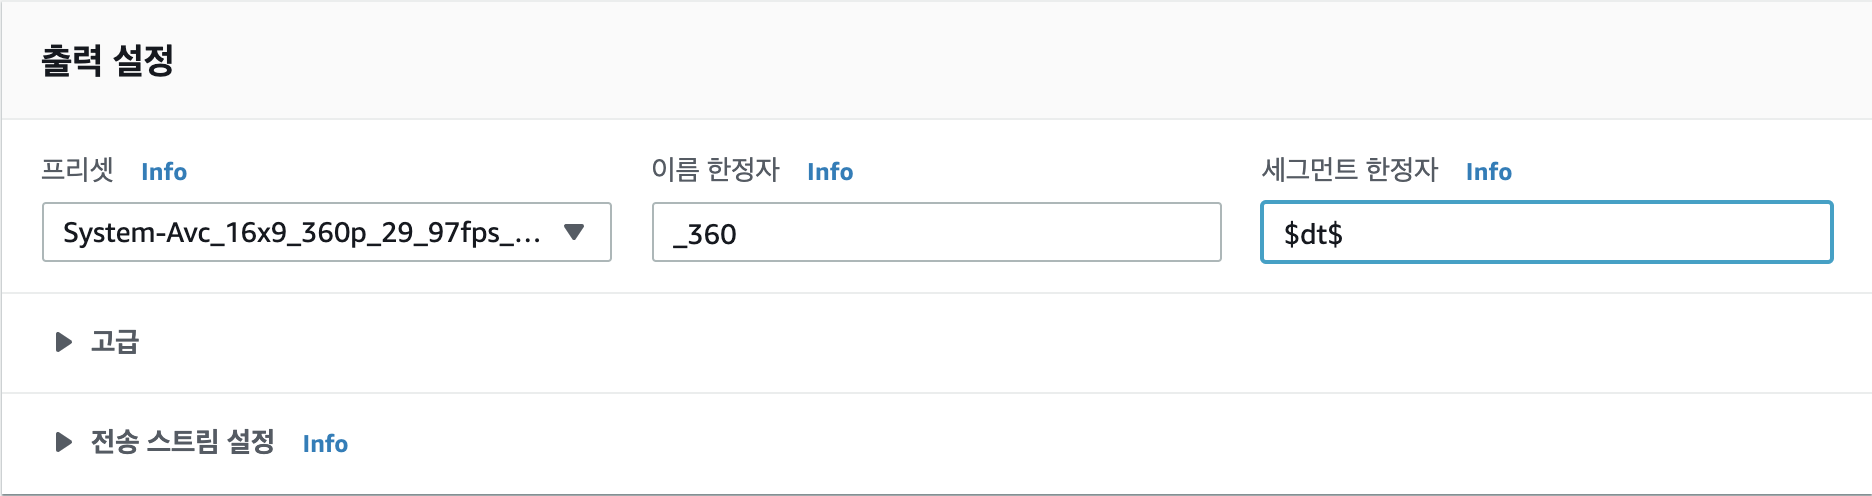 출력 설정
프리셋 Info 이름 한정자 Info 세그먼트 한정자 Info
System-Avc_16x9_360p_29_97fps_... _360 $dt$
고급
전송 스트림 설정 Info